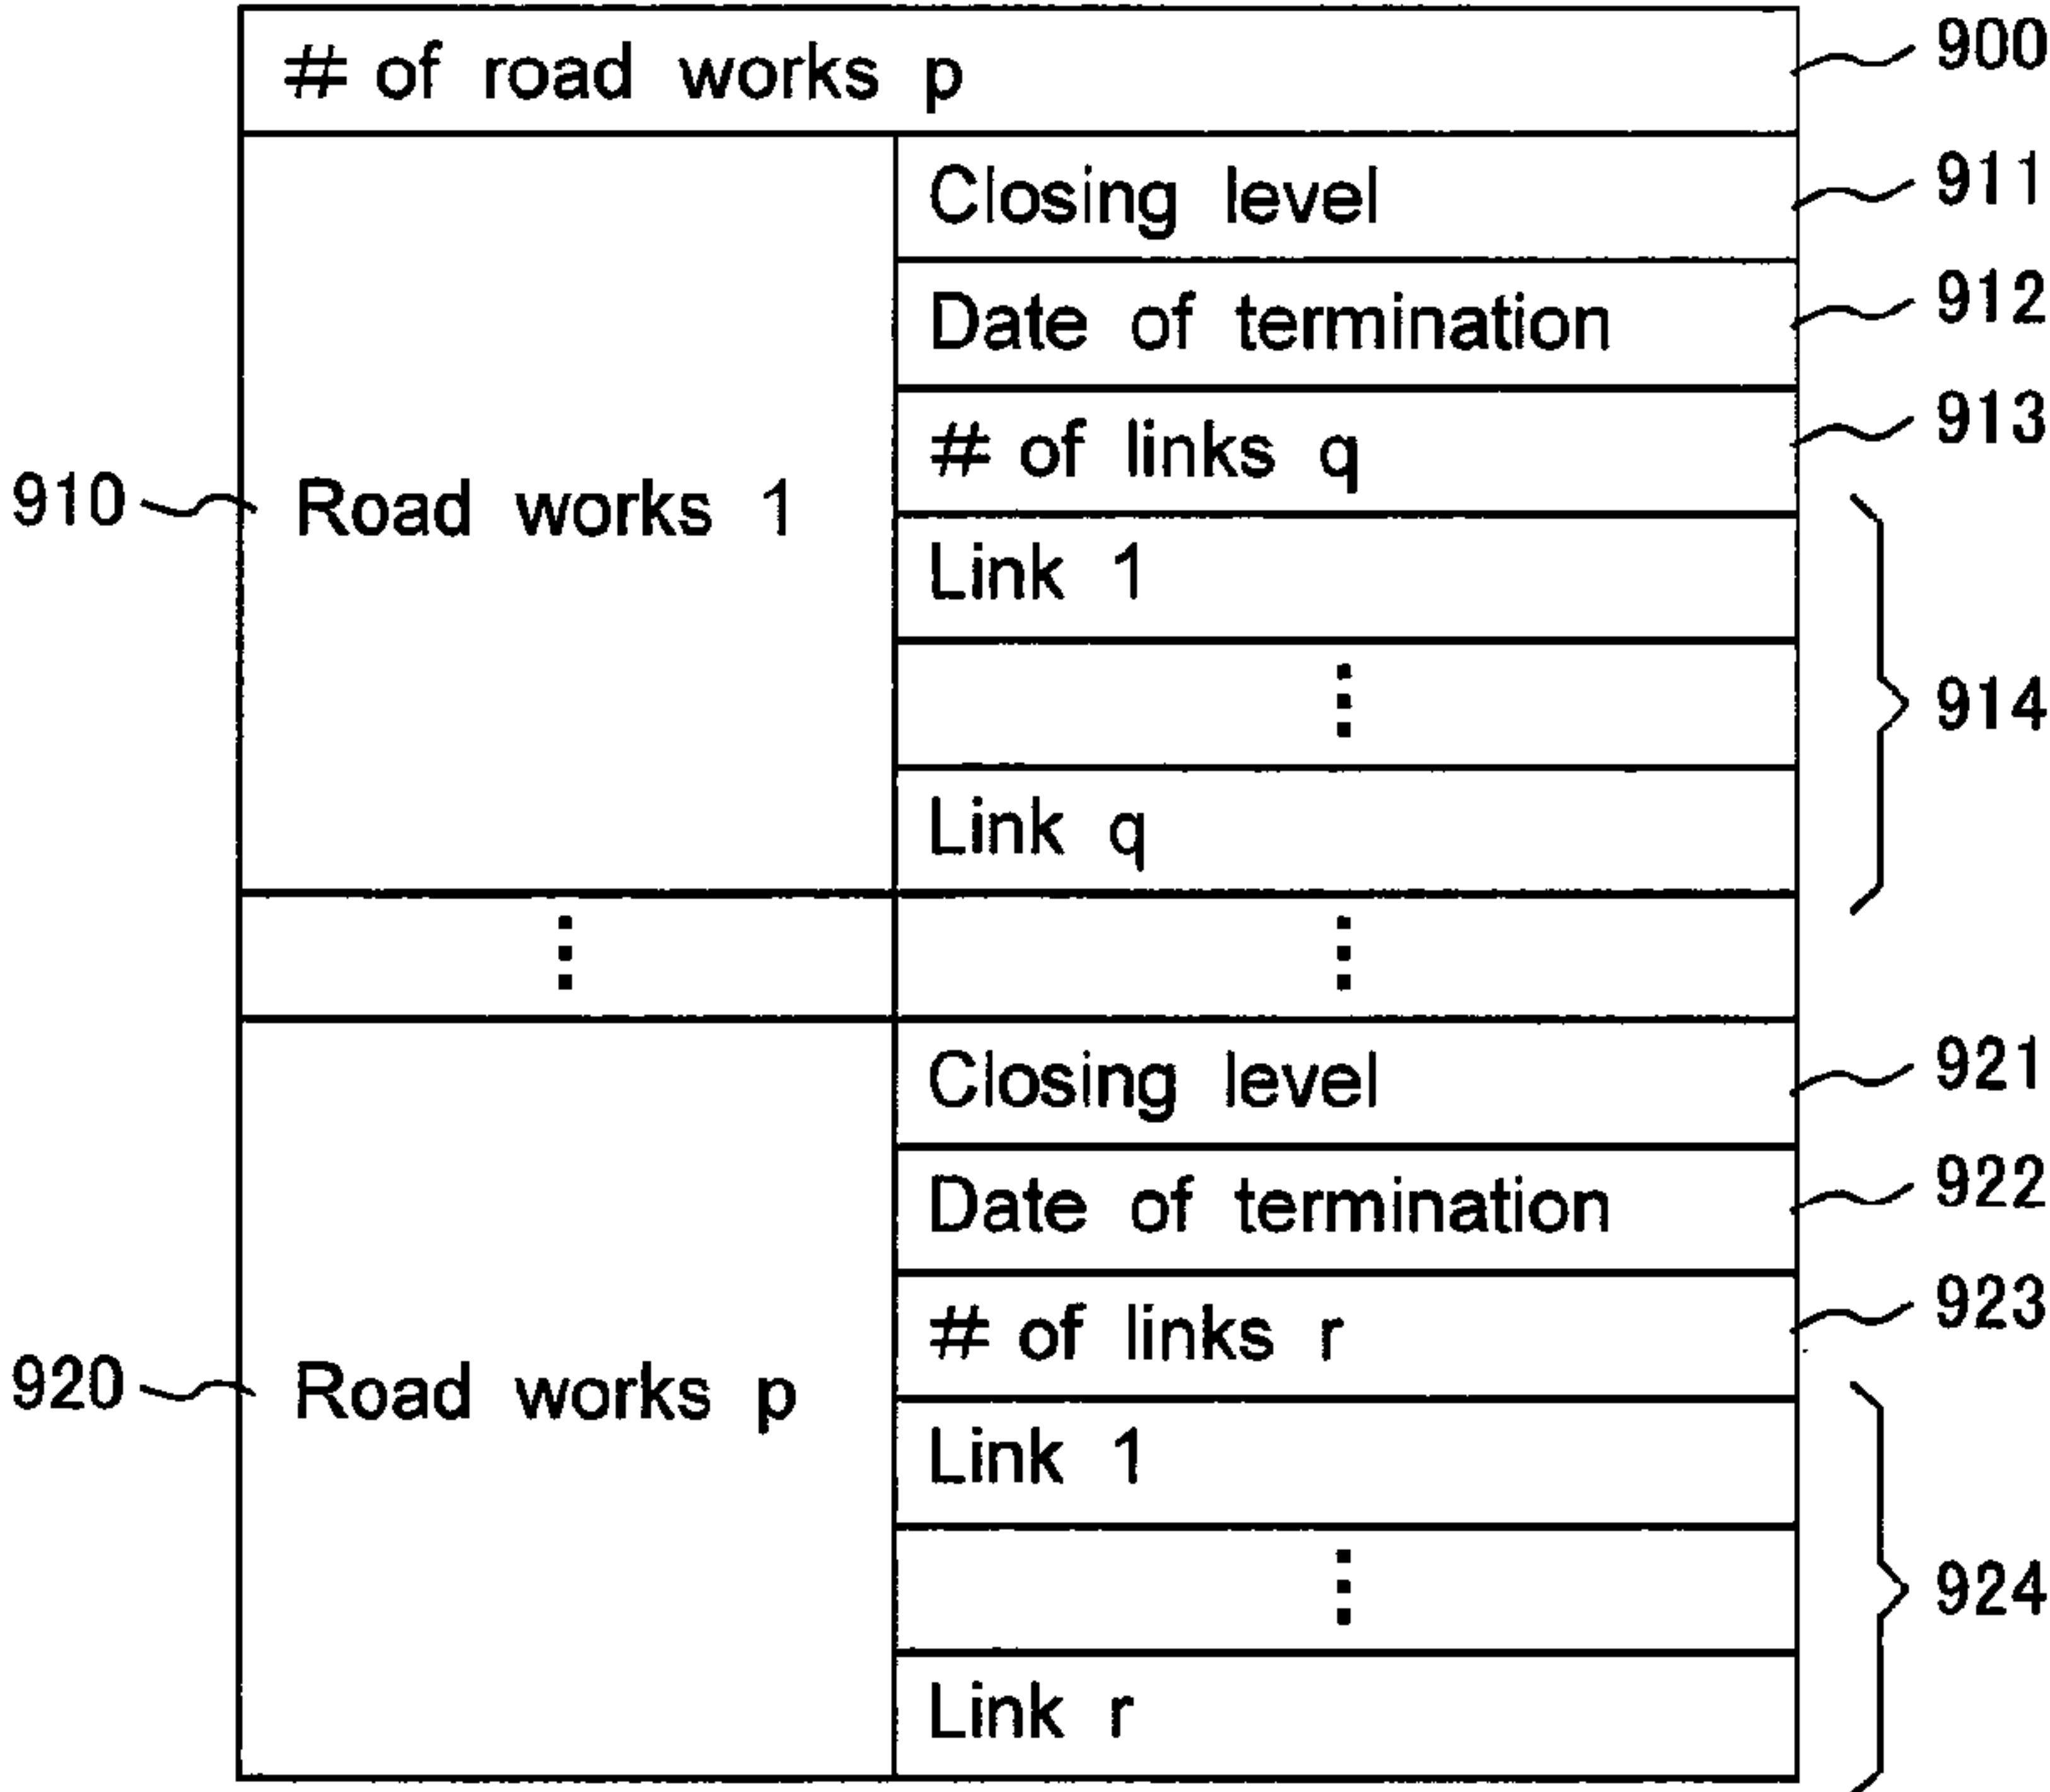 # of road works p 900
Closing level 911
Date of termination 912
# of links q 913
910 Road works 1
Link 1
⋮
914
Link q
⋮ ⋮
Closing level 921
Date of termination 922
# of links r 923
920 Road works p
Link 1
⋮
924
Link r